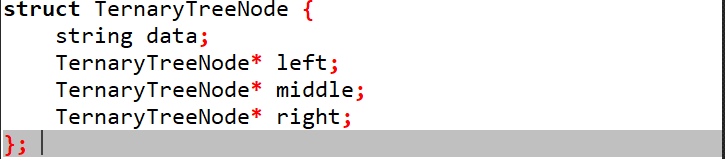 struct TernaryTreeNode {
    string data;
    TernaryTreeNode* left;
    TernaryTreeNode* middle;
    TernaryTreeNode* right;
};